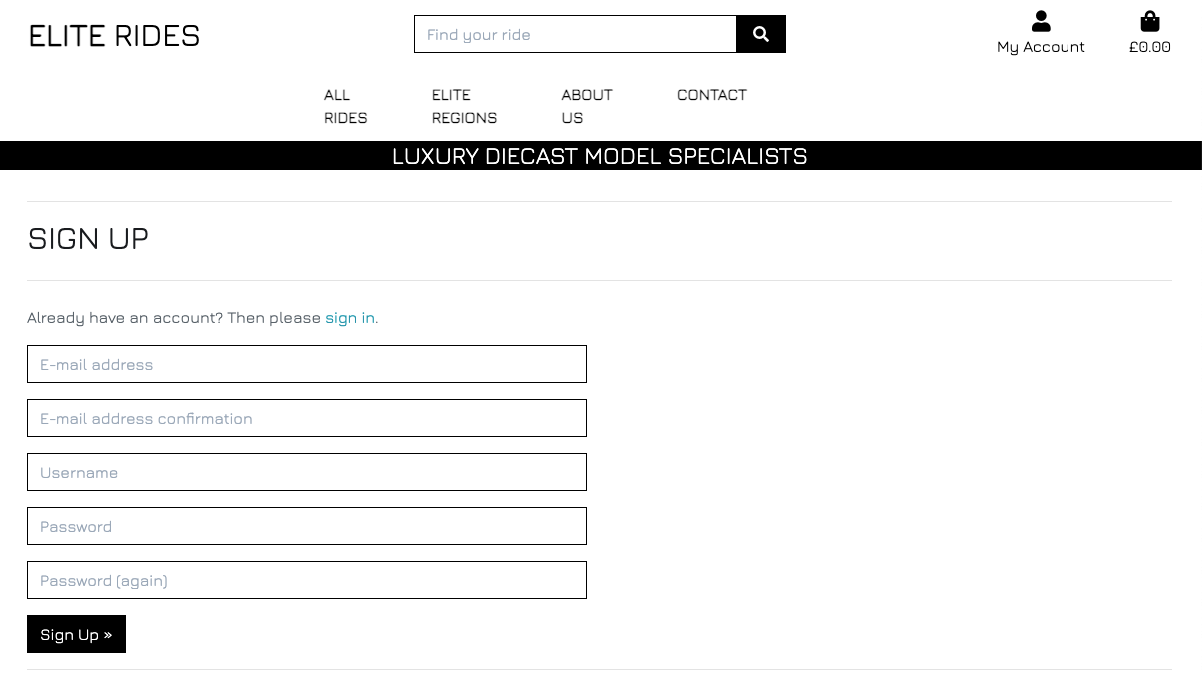 ELITE RIDES
Find your ride
My Account
£0.00
ALL
RIDES
ELITE
REGIONS
ABOUT
US
CONTACT
LUXURY DIECAST MODEL SPECIALISTS
SIGN UP
Already have an account? Then please sign in.
E-mail address
E-mail address confirmation
Username
Password
Password (again)
Sign Up »